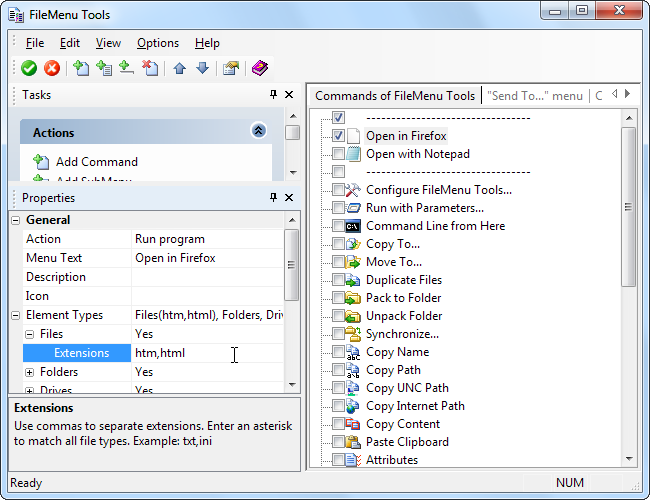 FileMenu Tools
File Edit View Options Help
Tasks
Actions
Add Command
Add SubMenu
Properties
General
Action Run program
Menu Text Open in Firefox
Description
Icon
Element Types Files(htm,html), Folders, Driv
Files Yes
Extensions htm,html
Folders Yes
Drives Yes
Extensions
Use commas to separate extensions. Enter an asterisk
to match all file types. Example: txt,ini
Commands of FileMenu Tools "Send To..." menu C
---------------------------------
Open in Firefox
Open with Notepad
---------------------------------
Configure FileMenu Tools...
Run with Parameters...
Command Line from Here
Copy To...
Move To...
Duplicate Files
Pack to Folder
Unpack Folder
Synchronize...
Copy Name
Copy Path
Copy UNC Path
Copy Internet Path
Copy Content
Paste Clipboard
Attributes
Ready NUM